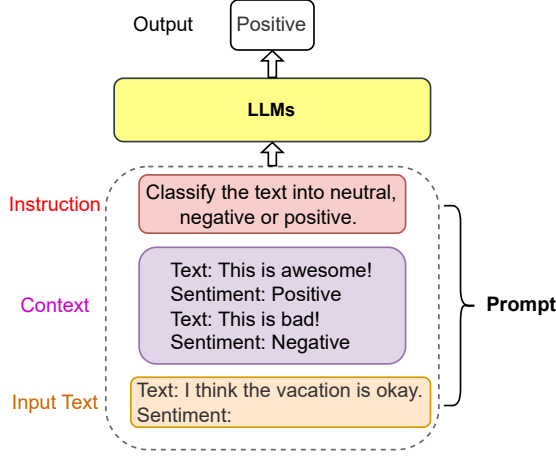 Output
Positive
LLMs
Instruction
Classify the text into neutral,
negative or positive.
Context
Text: This is awesome!
Sentiment: Positive
Text: This is bad!
Sentiment: Negative
Prompt
Input Text
Text: I think the vacation is okay.
Sentiment: